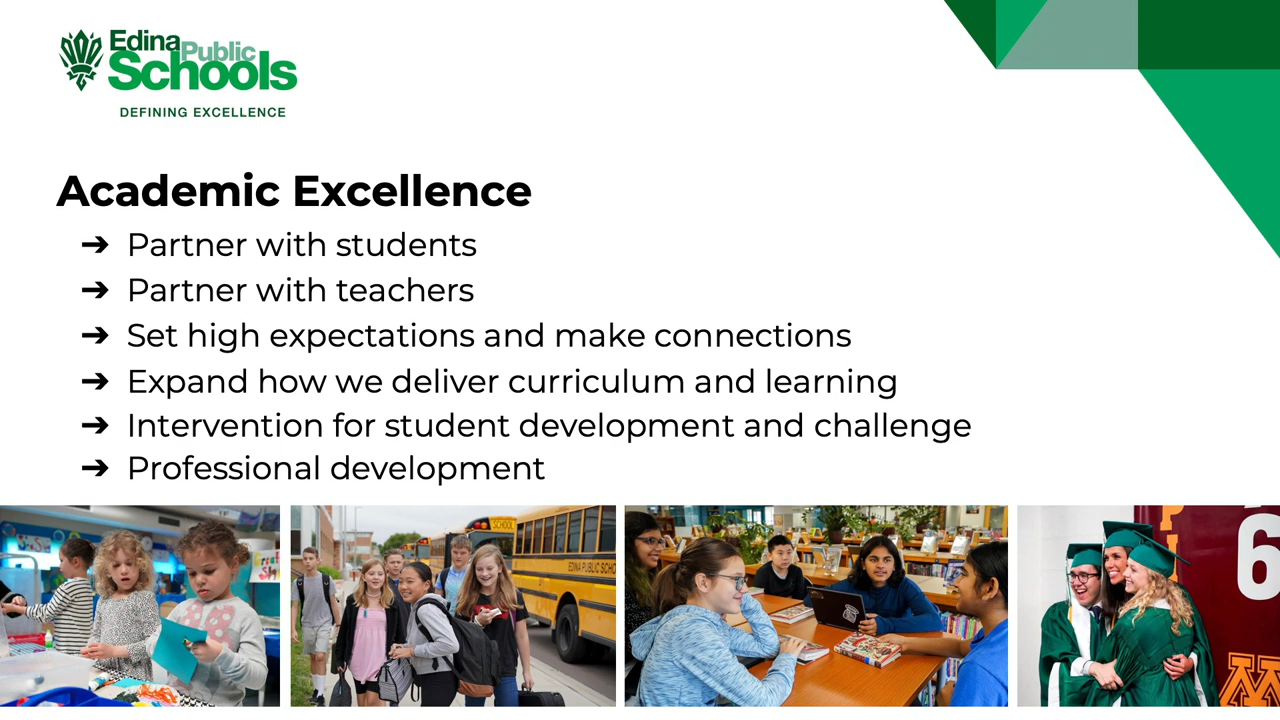 Edina Public
Schools
DEFINING EXCELLENCE
Academic Excellence
➔ Partner with students
➔ Partner with teachers
➔ Set high expectations and make connections
➔ Expand how we deliver curriculum and learning
➔ Intervention for student development and challenge
➔ Professional development
SCHOOL
EDINA PUBLIC SCHO
P
6
M